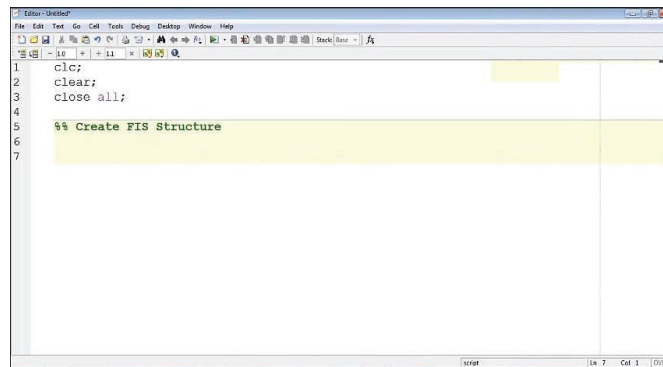 Editor - Untitled*
File Edit Text Go Cell Tools Debug Desktop Window Help
Stack: Base fx
- 1.0 + ÷ 1.1 ×
1 clc;
2 clear;
3 close all;
4
5 %% Create FIS Structure
6
7
script Ln 7 Col 1 OVR